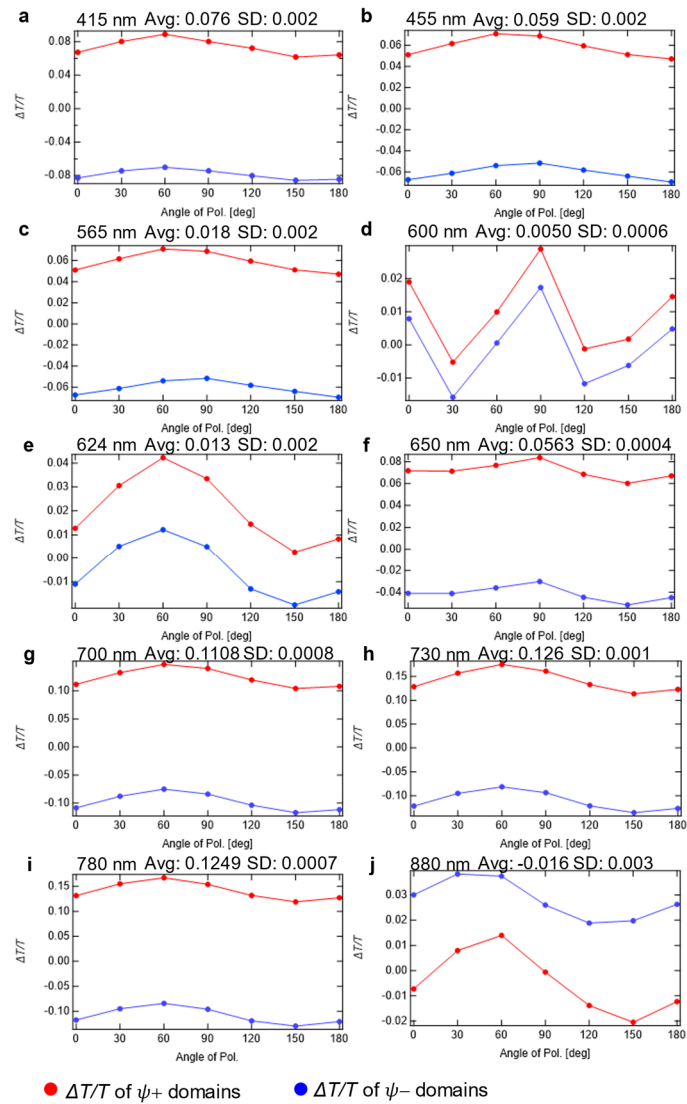 a 415 nm Avg: 0.076 SD: 0.002
0.08
0.04
0.00
-0.04
-0.08
ΔT/T
0 30 60 90 120 150 180
Angle of Pol. [deg]
b 455 nm Avg: 0.059 SD: 0.002
0.06
0.04
0.02
0.00
-0.02
-0.04
-0.06
ΔT/T
0 30 60 90 120 150 180
Angle of Pol. [deg]
c 565 nm Avg: 0.018 SD: 0.002
0.06
0.04
0.02
0.00
-0.02
-0.04
-0.06
ΔT/T
0 30 60 90 120 150 180
Angle of Pol. [deg]
d 600 nm Avg: 0.0050 SD: 0.0006
0.02
0.01
0.00
-0.01
ΔT/T
0 30 60 90 120 150 180
Angle of Pol. [deg]
e 624 nm Avg: 0.013 SD: 0.002
0.04
0.03
0.02
0.01
0.00
-0.01
ΔT/T
0 30 60 90 120 150 180
Angle of Pol. [deg]
f 650 nm Avg: 0.0563 SD: 0.0004
0.08
0.06
0.04
0.02
0.00
-0.02
-0.04
ΔT/T
0 30 60 90 120 150 180
Angle of Pol. [deg]
g 700 nm Avg: 0.1108 SD: 0.0008
0.10
0.05
0.00
-0.05
-0.10
ΔT/T
0 30 60 90 120 150 180
Angle of Pol. [deg]
h 730 nm Avg: 0.126 SD: 0.001
0.15
0.10
0.05
0.00
-0.05
-0.10
ΔT/T
0 30 60 90 120 150 180
Angle of Pol. [deg]
i 780 nm Avg: 0.1249 SD: 0.0007
0.15
0.10
0.05
0.00
-0.05
-0.10
ΔT/T
0 30 60 90 120 150 180
Angle of Pol.
j 880 nm Avg: -0.016 SD: 0.003
0.03
0.02
0.01
0.00
-0.01
-0.02
ΔT/T
0 30 60 90 120 150 180
Angle of Pol. [deg]
ΔT/T of ψ+ domains
ΔT/T of ψ− domains